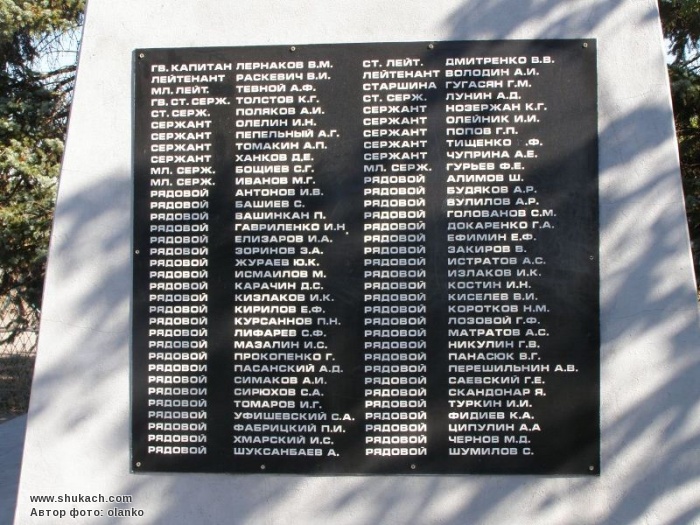 ГВ. КАПИТАН ЛЕРНАКОВ В.М.
ЛЕЙТЕНАНТ РАСКЕВИЧ В.И.
МЛ. ЛЕЙТ. ТЕВНОЙ А.Ф.
ГВ. СТ. СЕРЖ. ТОЛСТОВ К.Г.
СТ. СЕРЖ. ПОЛЯКОВ А.И.
СЕРЖАНТ ОЛЕЛИН И.Н.
СЕРЖАНТ ПЕПЕЛЬНЫЙ А.Г.
СЕРЖАНТ ТОМАКИН А.П.
СЕРЖАНТ ХАНКОВ Д.Е.
МЛ. СЕРЖ. БОЩИЕВ С.Г.
МЛ. СЕРЖ. ИВАНОВ М.Г.
РЯДОВОЙ АНТОНОВ И.В.
РЯДОВОЙ БАШИЕВ С.
РЯДОВОЙ ВАШИНКАН П.
РЯДОВОЙ ГАВРИЛЕНКО И.Н.
РЯДОВОЙ ЕЛИЗАРОВ И.А.
РЯДОВОЙ ЗОРИНОВ З.А.
РЯДОВОЙ ЖУРАЕВ Ю.К.
РЯДОВОЙ ИСМАИЛОВ М.
РЯДОВОЙ КАРАЧИН Д.С.
РЯДОВОЙ КИЗЛАКОВ И.К.
РЯДОВОЙ КИРИЛОВ Е.Ф.
РЯДОВОЙ КУРСАННОВ П.Н.
РЯДОВОЙ ЛИФАРЕВ С.Ф.
РЯДОВОЙ МАЗАЛИН И.С.
РЯДОВОЙ ПРОКОПЕНКО Г.
РЯДОВОЙ ПАСАНСКИЙ А.Д.
РЯДОВОЙ СИМАКОВ А.И.
РЯДОВОЙ СИРЮХОВ С.А.
РЯДОВОЙ ТОМАРОВ И.Г.
РЯДОВОЙ УФИШЕВСКИЙ С.А.
РЯДОВОЙ ФАБРИЦКИЙ П.И.
РЯДОВОЙ ХМАРСКИЙ И.С.
РЯДОВОЙ ШУКСАНБАЕВ А.
СТ. ЛЕЙТ. ДМИТРЕНКО В.В.
ЛЕЙТЕНАНТ ВОЛОДИН А.И.
СТАРШИНА ГУГАСЯН Г.М.
СТ. СЕРЖ. ЛУНИН А.Д.
СЕРЖАНТ НОЗЕРЖАН К.Г.
СЕРЖАНТ ОЛЕЙНИК И.И.
СЕРЖАНТ ПОПОВ Г.П.
СЕРЖАНТ ТИЩЕНКО .Ф.
СЕРЖАНТ ЧУПРИНА А.Е.
МЛ. СЕРЖ. ГУРЬЕВ Ф.Е.
РЯДОВОЙ АЛИМОВ Ш.
РЯДОВОЙ БУДЯКОВ А.Р.
РЯДОВОЙ ВУЛИЛОВ А.Р.
РЯДОВОЙ ГОЛОВАНОВ С.М.
РЯДОВОЙ ДОКАРЕНКО Г.А.
РЯДОВОЙ ЕФИМИН Е.Ф.
РЯДОВОЙ ЗАКИРОВ В.
РЯДОВОЙ ИСТРАТОВ А.С.
РЯДОВОЙ ИЗЛАКОВ И.К.
РЯДОВОЙ КОСТИН И.Н.
РЯДОВОЙ КИСЕЛЕВ В.И.
РЯДОВОЙ КОРОТКОВ Н.М.
РЯДОВОЙ ЛОЗОВОЙ Г.Ф.
РЯДОВОЙ МАТРАТОВ А.С.
РЯДОВОЙ НИКУЛИН Г.В.
РЯДОВОЙ ПАНАСЮК В.Г.
РЯДОВОЙ ПЕРЕШИЛЬНИН А.В.
РЯДОВОЙ САЕВСКИЙ Г.Е.
РЯДОВОЙ СКАНДОНАР Я.
РЯДОВОЙ ТУРКИН И.И.
РЯДОВОЙ ФИДИЕВ К.А.
РЯДОВОЙ ЦИПУЛИН А.А
РЯДОВОЙ ЧЕРНОВ М.Д.
РЯДОВОЙ ШУМИЛОВ С.
www.shukach.com
Автор фото: olanko